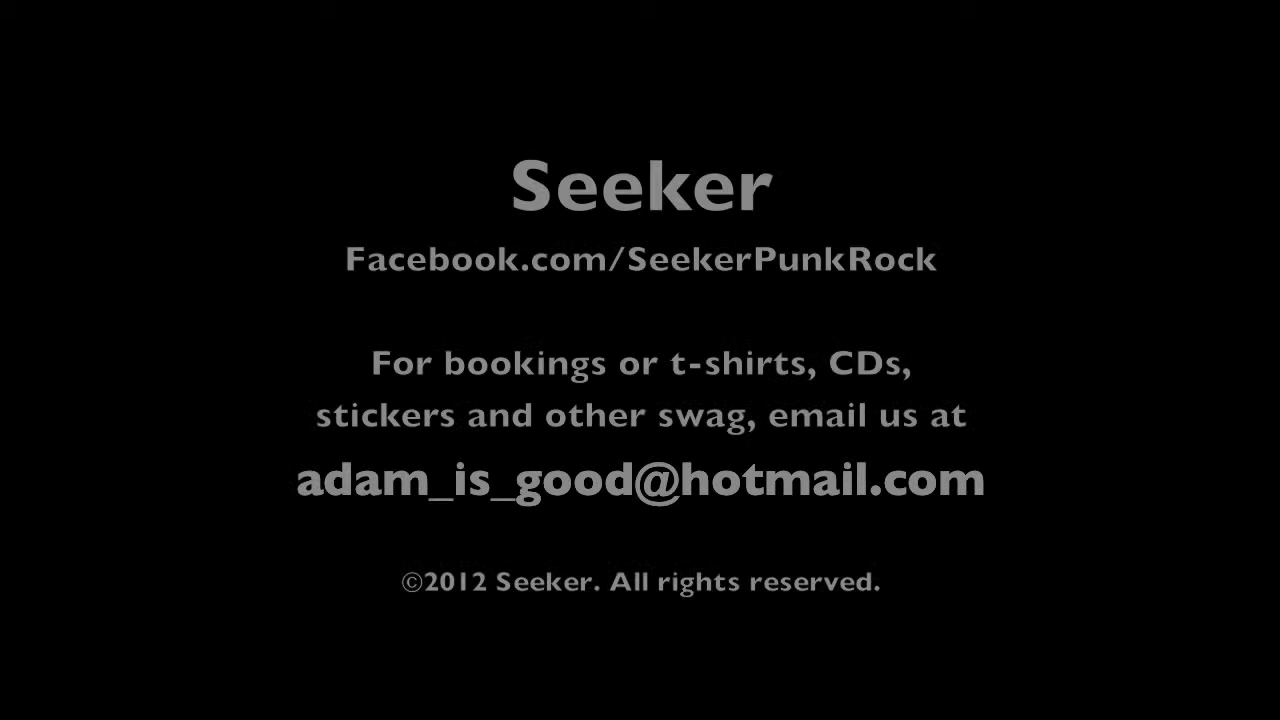 Seeker
Facebook.com/SeekerPunkRock
For bookings or t-shirts, CDs,
stickers and other swag, email us at
adam_is_good@hotmail.com
©2012 Seeker. All rights reserved.